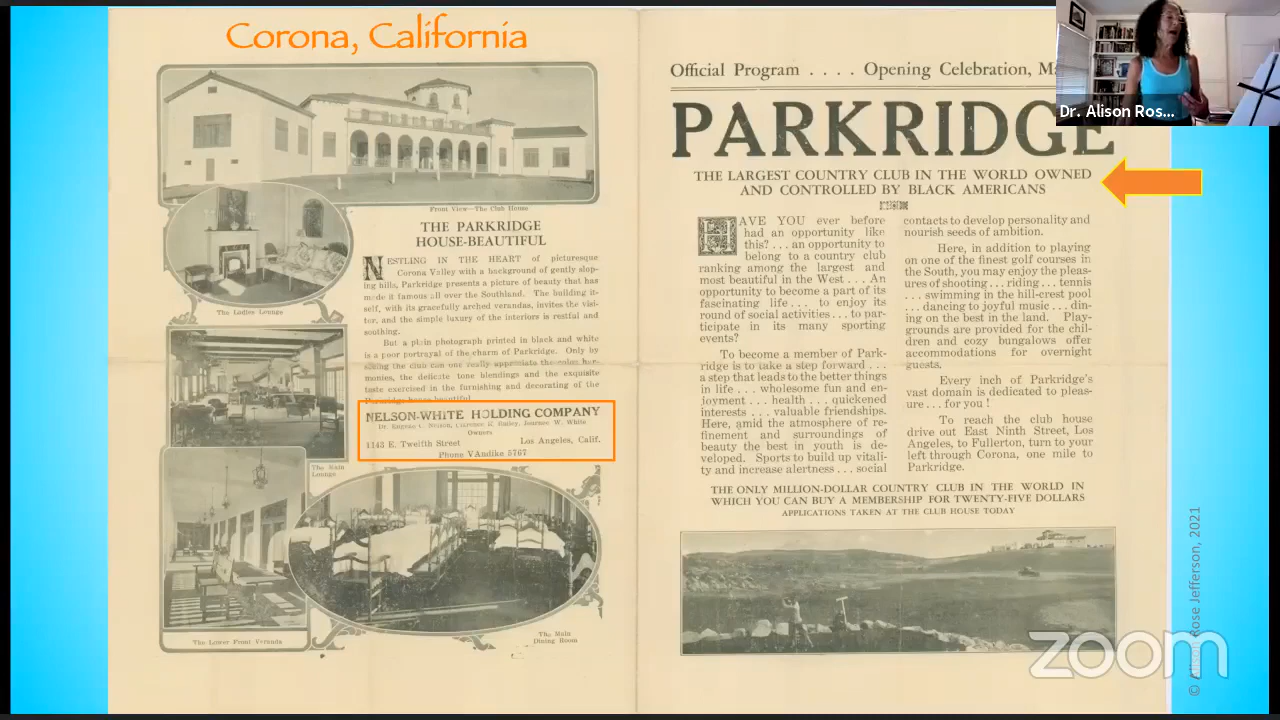 Corona, California
Front View—The Club House
THE PARKRIDGE
HOUSE-BEAUTIFUL
NESTLING IN THE HEART of picturesque
Corona Valley with a background of gently slop-
ing hills, Parkridge presents a picture of beauty that has
made it famous all over the Southland. The building it-
self, with its gracefully arched verandas, invites the visi-
tor, and the simple luxury of the interiors is restful and
soothing.
But a plain photograph printed in black and white
is a poor portrayal of the charm of Parkridge. Only by
seeing the club can one really appreciate the color har-
monies, the delicate tone blendings and the exquisite
taste exercised in the furnishing and decorating of the
Parkridge house beautiful.
The Ladies Lounge
NELSON-WHITE HOLDING COMPANY
Dr. Eugene C. Nelson, Clarence R. Bailey, Journee W. White
Owners
1143 E. Twelfth Street Los Angeles, Calif.
Phone VAndike 5767
The Main
Lounge
The Lower Front Veranda
The Main
Dining Room
Official Program . . . . Opening Celebration, Ma
PARKRIDGE
THE LARGEST COUNTRY CLUB IN THE WORLD OWNED
AND CONTROLLED BY BLACK AMERICANS
HAVE YOU ever before
had an opportunity like
this? . . . an opportunity to
belong to a country club
ranking among the largest and
most beautiful in the West . . . An
opportunity to become a part of its
fascinating life . . . to enjoy its
round of social activities . . . to par-
ticipate in its many sporting
events?
To become a member of Park-
ridge is to take a step forward . . .
a step that leads to the better things
in life . . . wholesome fun and en-
joyment . . . health . . . quickened
interests . . . valuable friendships.
Here, amid the atmosphere of re-
finement and surroundings of
beauty the best in youth is de-
veloped. Sports to build up vitali-
ty and increase alertness . . . social
contacts to develop personality and
nourish seeds of ambition.
Here, in addition to playing
on one of the finest golf courses in
the South, you may enjoy the pleas-
ures of shooting . . . riding . . . tennis
. . . swimming in the hill-crest pool
. . . . dancing to joyful music . . . din-
ing on the best in the land. Play-
grounds are provided for the chil-
dren and cozy bungalows offer
accommodations for overnight
guests.
Every inch of Parkridge's
vast domain is dedicated to pleas-
ure . . . for you !
To reach the club house
drive out East Ninth Street, Los
Angeles, to Fullerton, turn to your
left through Corona, one mile to
Parkridge.
THE ONLY MILLION-DOLLAR COUNTRY CLUB IN THE WORLD IN
WHICH YOU CAN BUY A MEMBERSHIP FOR TWENTY-FIVE DOLLARS
APPLICATIONS TAKEN AT THE CLUB HOUSE TODAY
Dr. Alison Ros...
© Alison Rose Jefferson, 2021
zoom